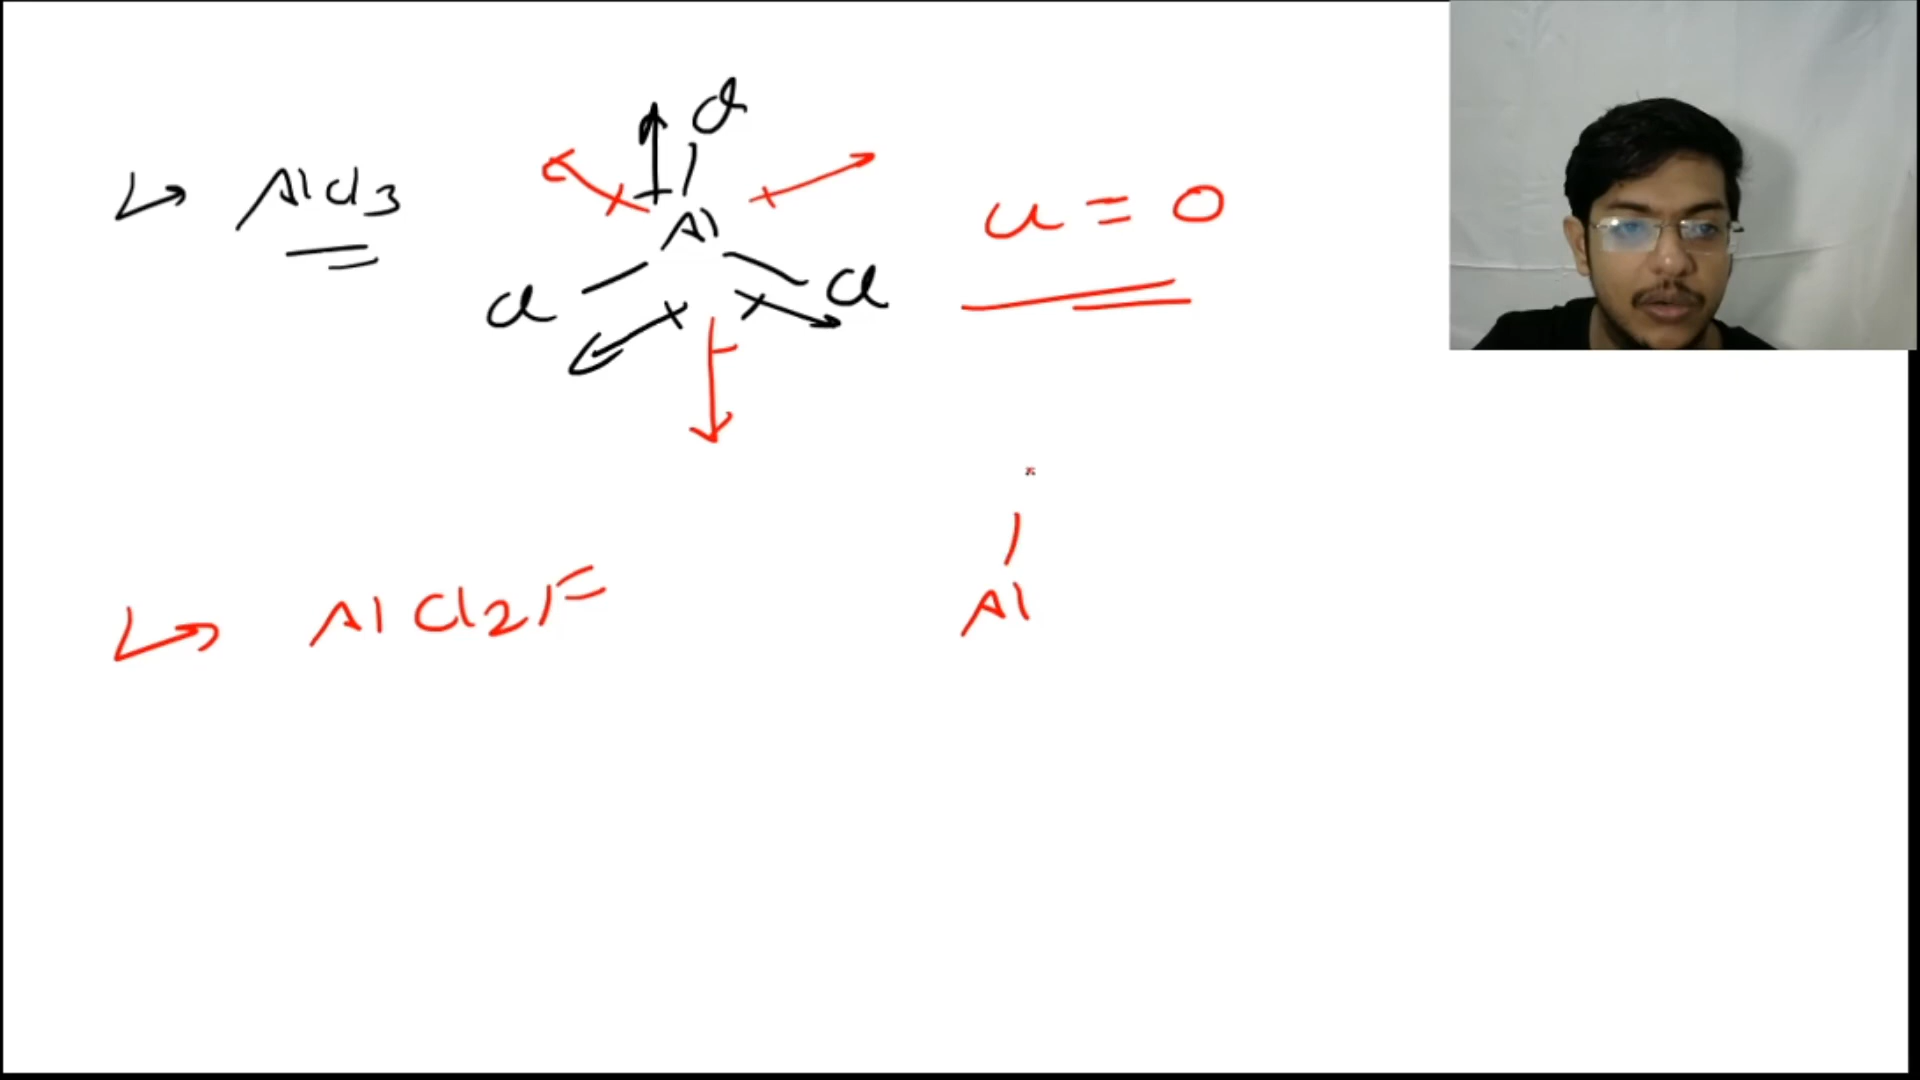 Cl
↳ AlCl3
Al
u = 0
Cl
Cl
Al
↳ AlCl2F